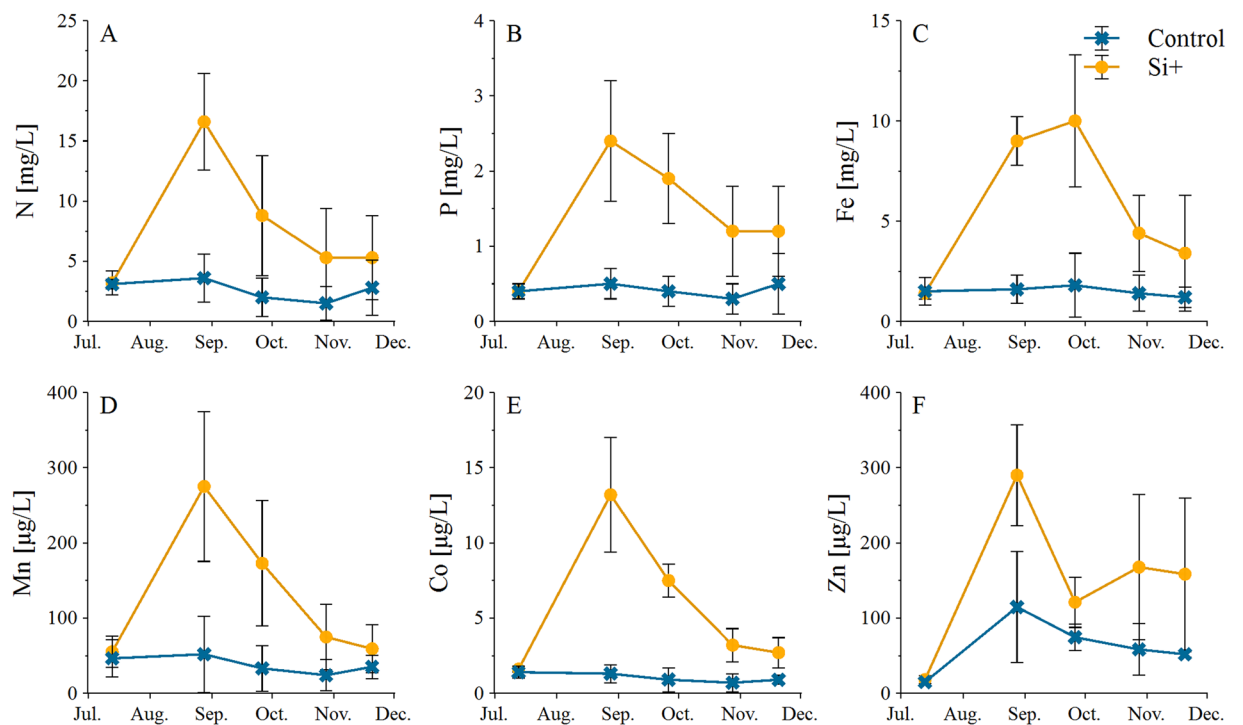 A
25
20
15
10
5
0
N [mg/L]
Jul. Aug. Sep. Oct. Nov. Dec.
B
4
3
2
1
0
P [mg/L]
Jul. Aug. Sep. Oct. Nov. Dec.
C
15
10
5
0
Fe [mg/L]
Jul. Aug. Sep. Oct. Nov. Dec.
Control
Si+
D
400
300
200
100
0
Mn [µg/L]
Jul. Aug. Sep. Oct. Nov. Dec.
E
20
15
10
5
0
Co [µg/L]
Jul. Aug. Sep. Oct. Nov. Dec.
F
400
300
200
100
0
Zn [µg/L]
Jul. Aug. Sep. Oct. Nov. Dec.